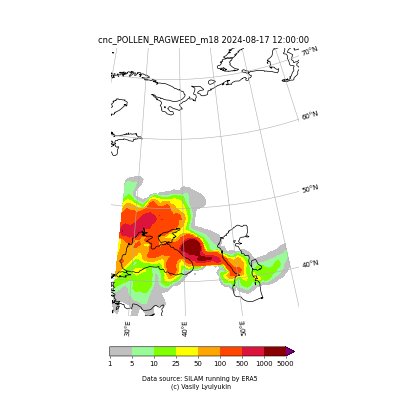 cnc_POLLEN_RAGWEED_m18 2024-08-17 12:00:00
70°N
60°N
50°N
40°N
30°E
40°E
50°E
1 5 10 25 50 100 500 1000 5000
Data source: SILAM running by ERA5
(c) Vasily Lyulyukin